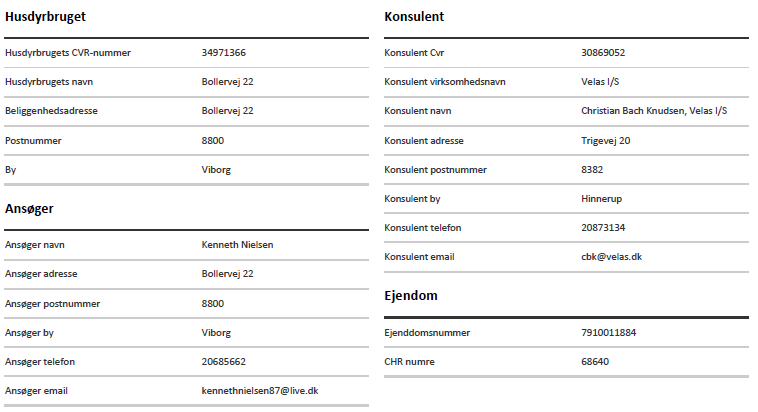 Husdyrbruget
Husdyrbrugets CVR-nummer 34971366
Husdyrbrugets navn Bollervej 22
Beliggenhedsadresse Bollervej 22
Postnummer 8800
By Viborg
Ansøger
Ansøger navn Kenneth Nielsen
Ansøger adresse Bollervej 22
Ansøger postnummer 8800
Ansøger by Viborg
Ansøger telefon 20685662
Ansøger email kennethnielsen87@live.dk
Konsulent
Konsulent Cvr 30869052
Konsulent virksomhedsnavn Velas I/S
Konsulent navn Christian Bach Knudsen, Velas I/S
Konsulent adresse Trigevej 20
Konsulent postnummer 8382
Konsulent by Hinnerup
Konsulent telefon 20873134
Konsulent email cbk@velas.dk
Ejendom
Ejenddomsnummer 7910011884
CHR numre 68640